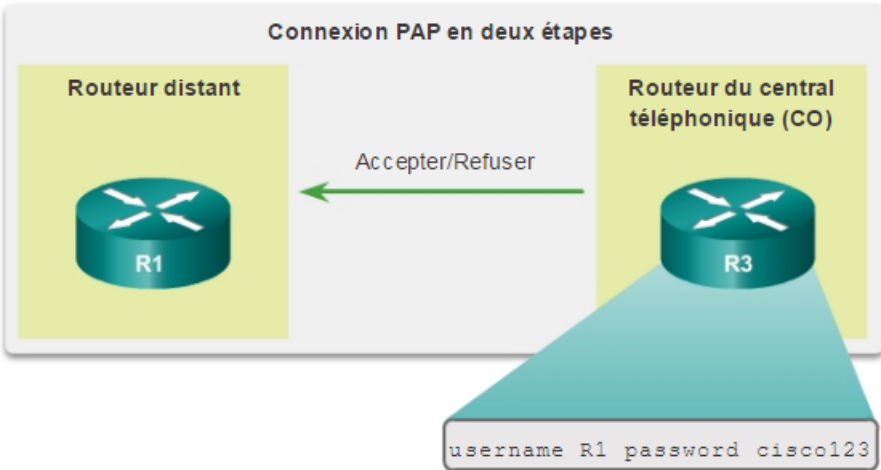 Connexion PAP en deux étapes
Routeur distant
Routeur du central
téléphonique (CO)
Accepter/Refuser
R1
R3
username R1 password cisco123